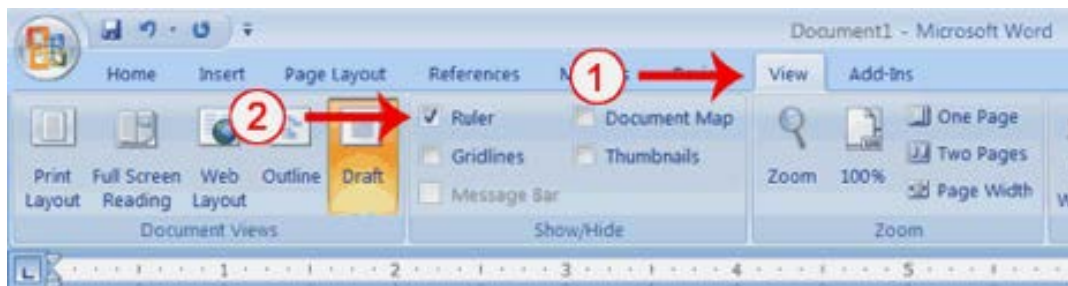 Document1 - Microsoft Word
Home Insert Page Layout References View Add-Ins
1
2
Ruler Document Map One Page
Gridlines Thumbnails Two Pages
Print Layout Full Screen Reading Web Layout Outline Draft Message Bar Zoom 100% Page Width
Document Views Show/Hide Zoom
L 1 2 3 4 5